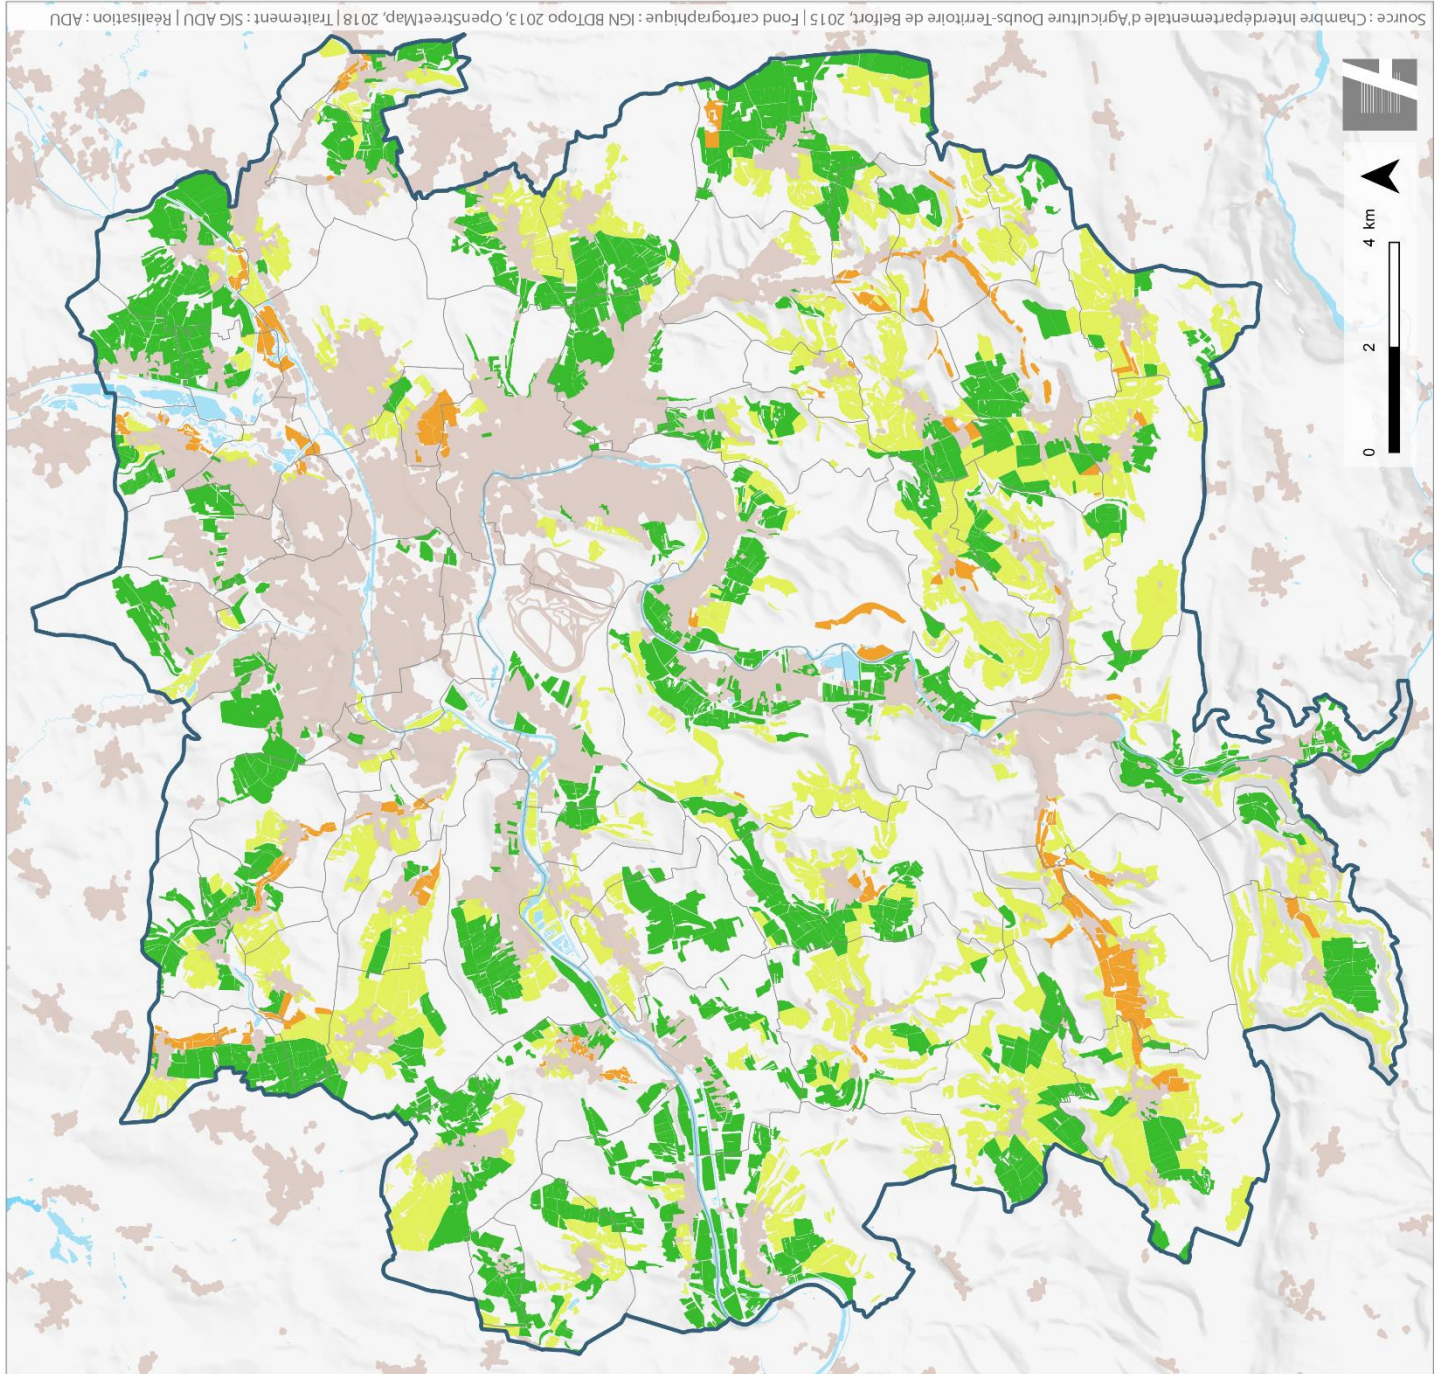 Source : Chambre Interdépartementale d'Agriculture Doubs-Territoire de Belfort, 2015 | Fond cartographique : IGN BDTopo 2013, OpenStreetMap, 2018 | Traitement : SIG ADU | Réalisation : ADU
0 2 4 km